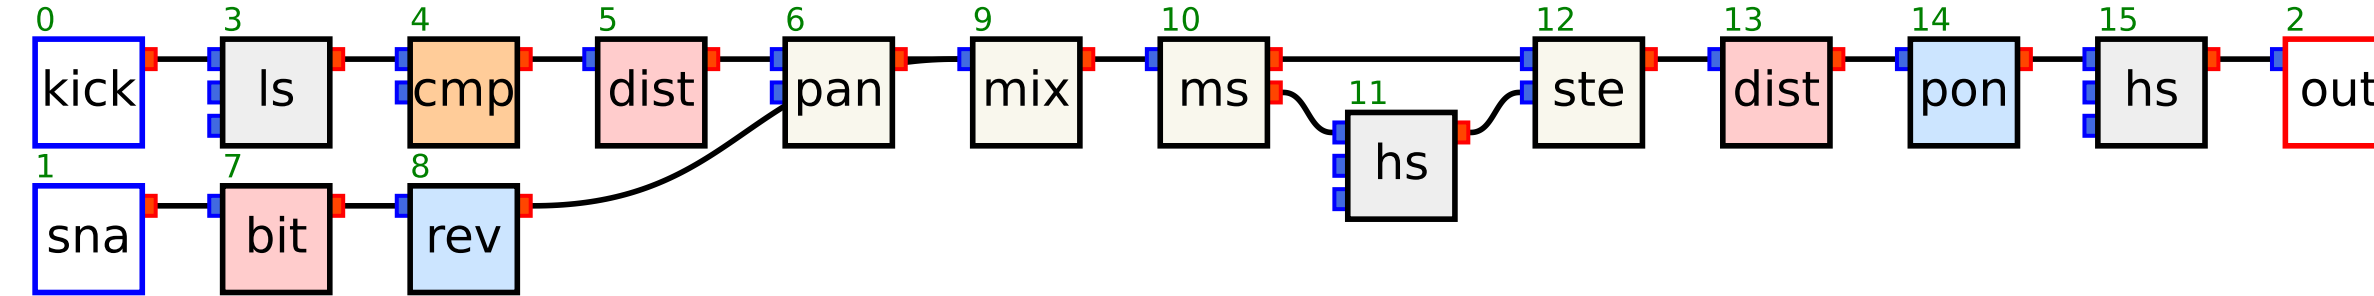 0 3 4 5 6 9 10 12 13 14 15 2
kick ls cmp dist pan mix ms ste dist pon hs out
11
hs
1 7 8
sna bit rev